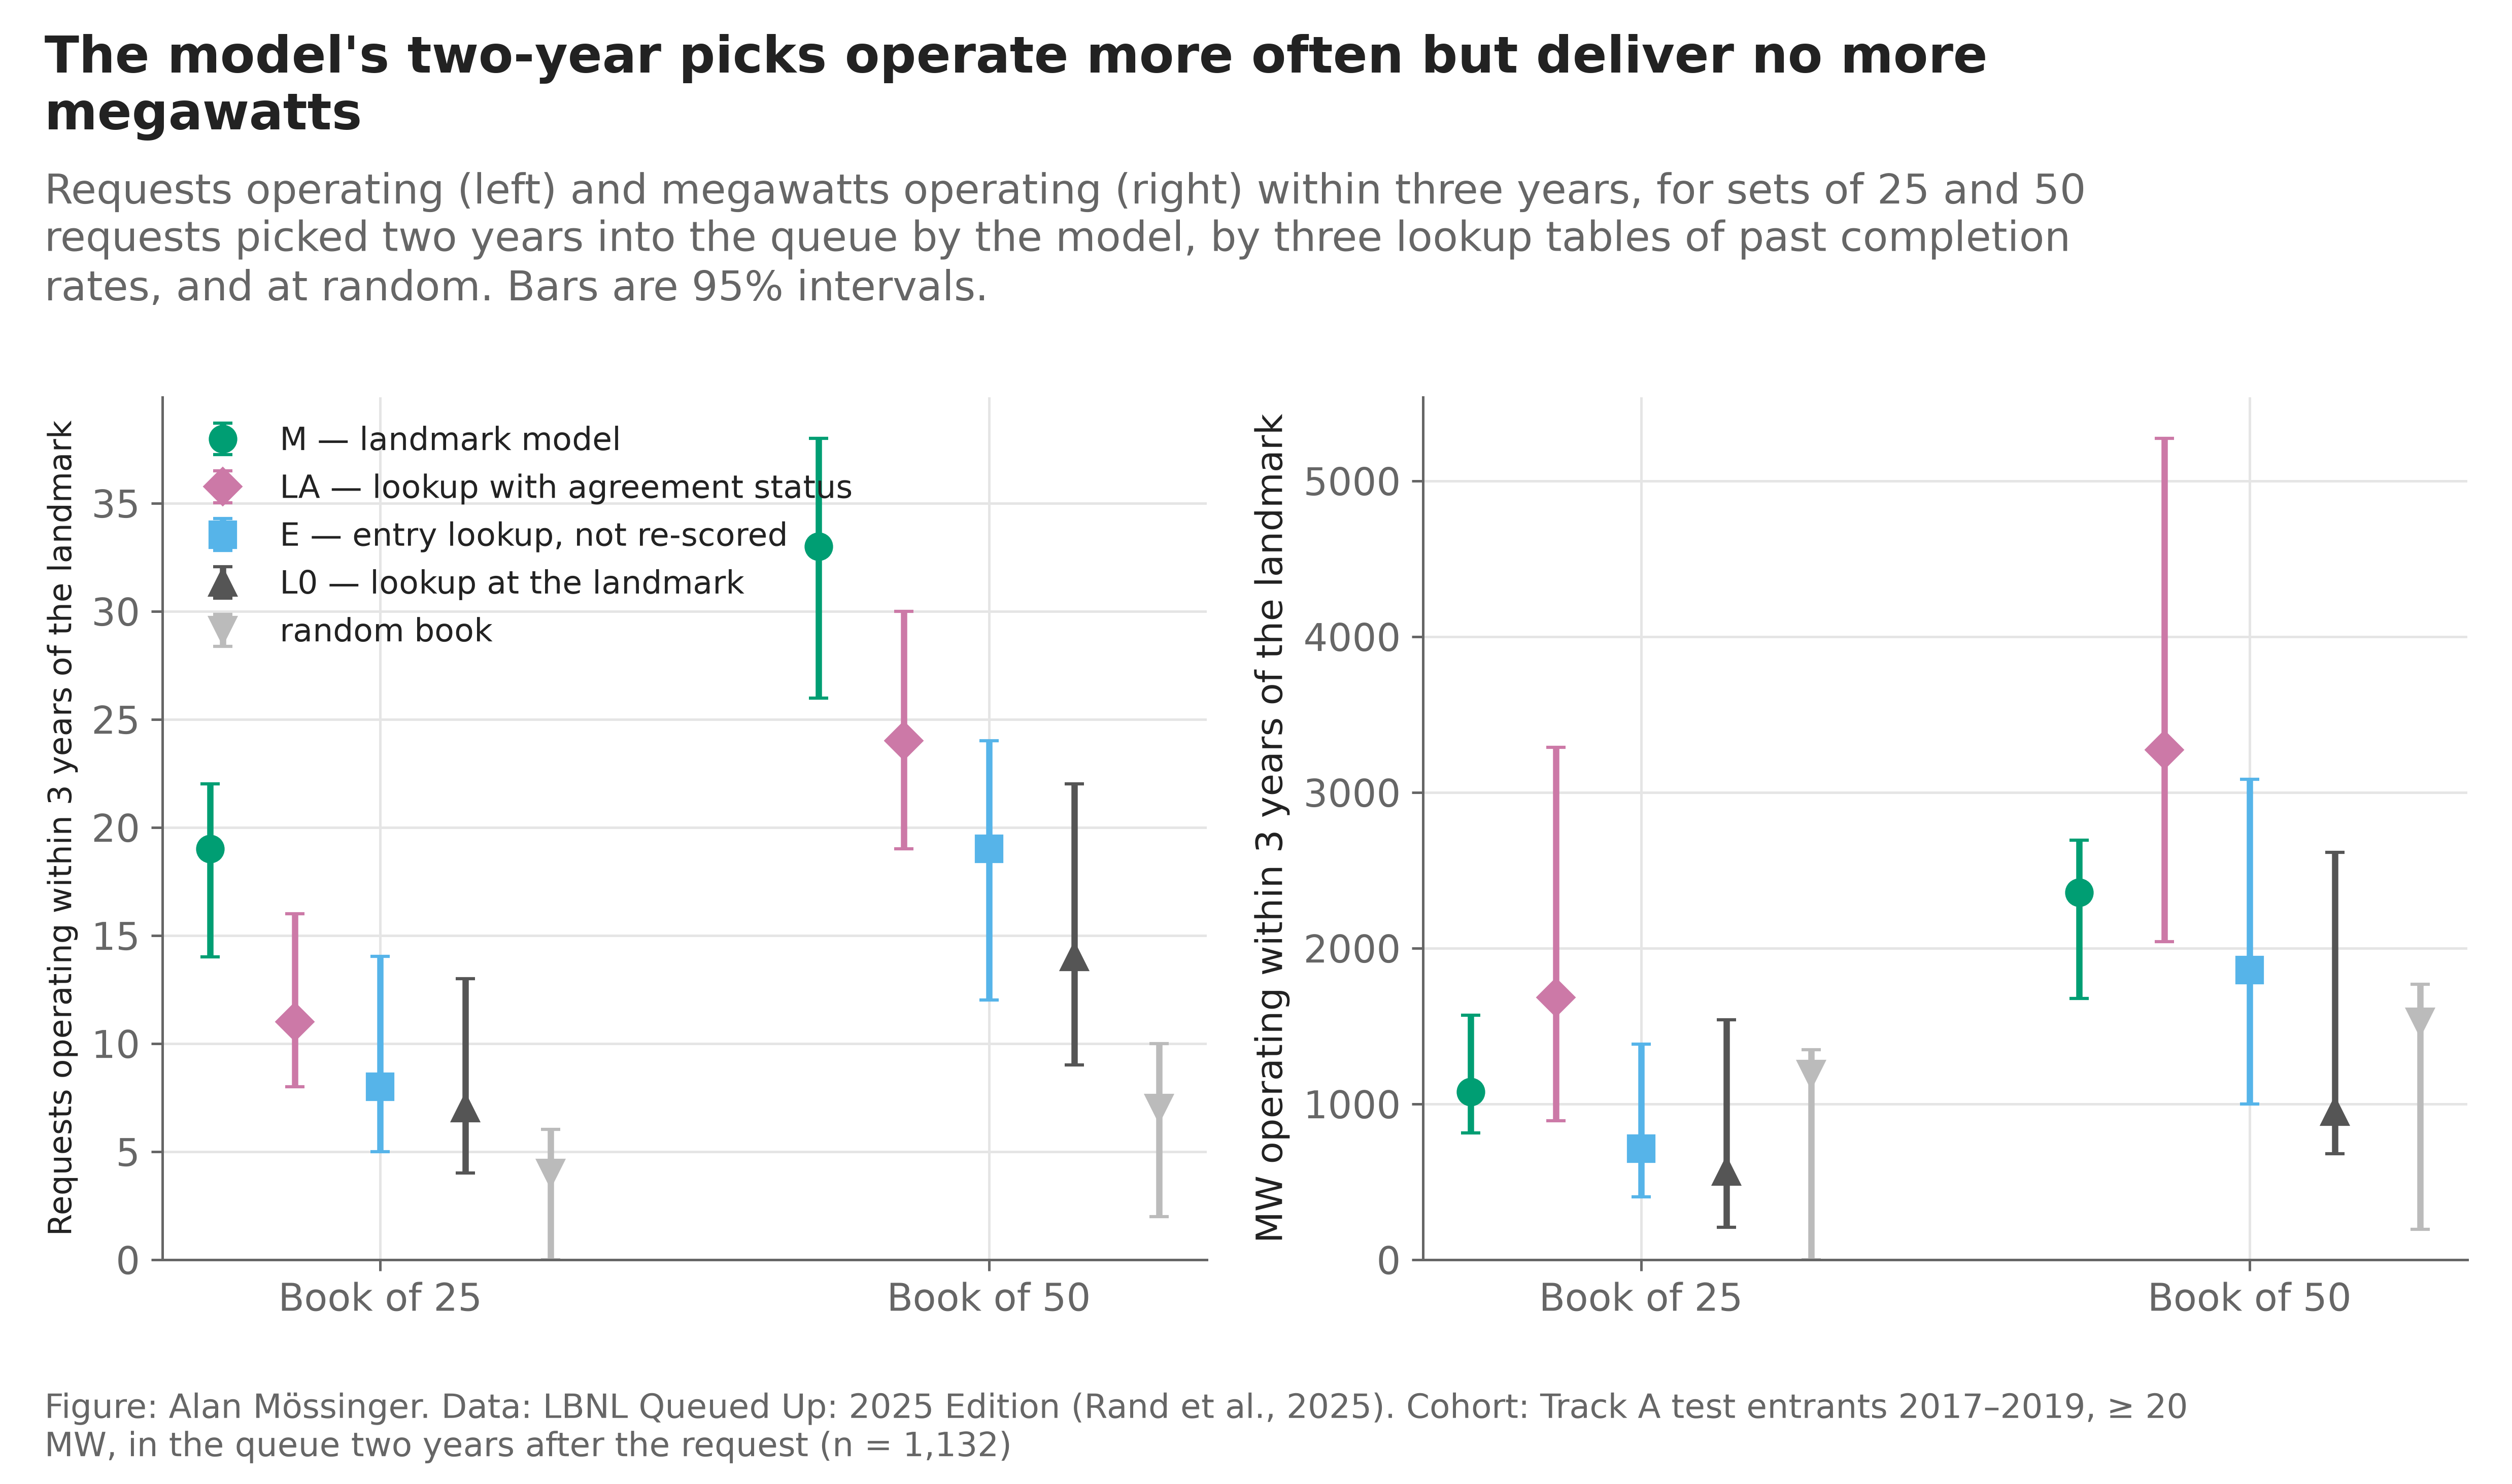 The model's two-year picks operate more often but deliver no more
megawatts
Requests operating (left) and megawatts operating (right) within three years, for sets of 25 and 50
requests picked two years into the queue by the model, by three lookup tables of past completion
rates, and at random. Bars are 95% intervals.
Requests operating within 3 years of the landmark
35
30
25
20
15
10
5
0
M — landmark model
LA — lookup with agreement status
E — entry lookup, not re-scored
L0 — lookup at the landmark
random book
Book of 25
Book of 50
MW operating within 3 years of the landmark
5000
4000
3000
2000
1000
0
Book of 25
Book of 50
Figure: Alan Mössinger. Data: LBNL Queued Up: 2025 Edition (Rand et al., 2025). Cohort: Track A test entrants 2017–2019, ≥ 20
MW, in the queue two years after the request (n = 1,132)